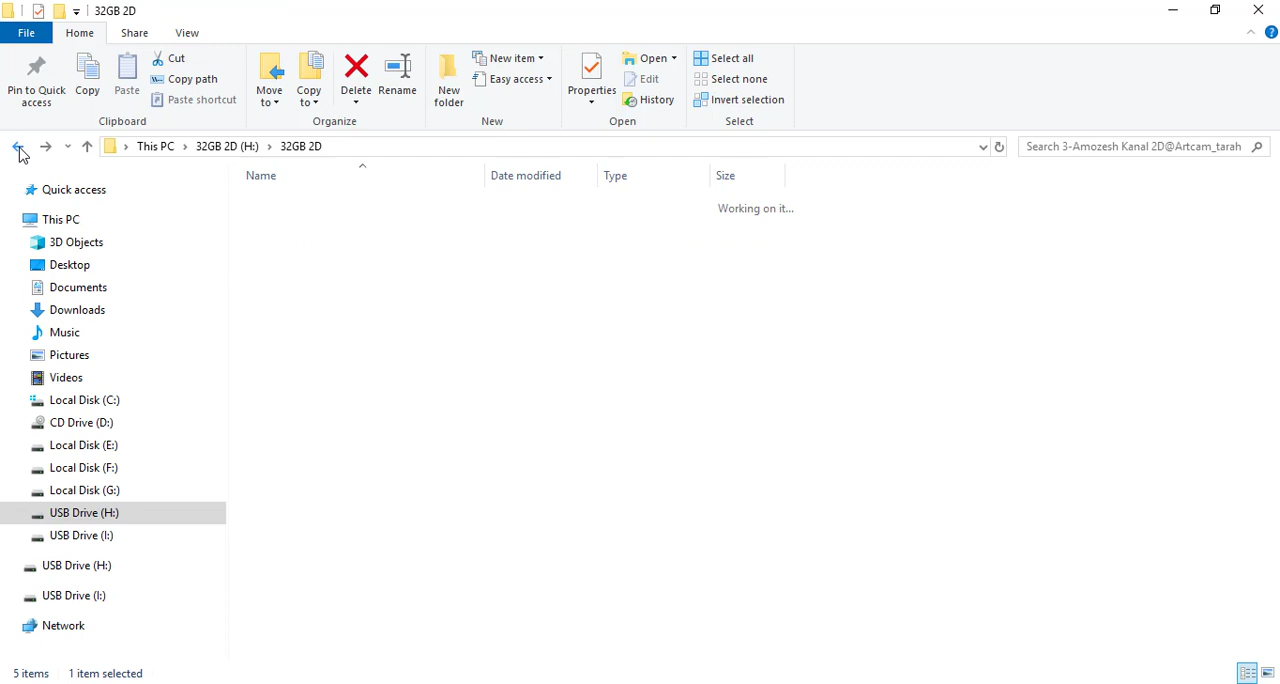 32GB 2D
File Home Share View
Pin to Quick access
Copy
Paste
Cut
Copy path
Paste shortcut
Clipboard
Move to
Copy to
Delete
Rename
Organize
New folder
New item
Easy access
New
Properties
Open
Edit
History
Open
Select all
Select none
Invert selection
Select
This PC › 32GB 2D (H:) › 32GB 2D
Search 3-Amozesh Kanal 2D@Artcam_tarah
Name Date modified Type Size
Working on it...
Quick access
This PC
3D Objects
Desktop
Documents
Downloads
Music
Pictures
Videos
Local Disk (C:)
CD Drive (D:)
Local Disk (E:)
Local Disk (F:)
Local Disk (G:)
USB Drive (H:)
USB Drive (I:)
USB Drive (H:)
USB Drive (I:)
Network
5 items 1 item selected